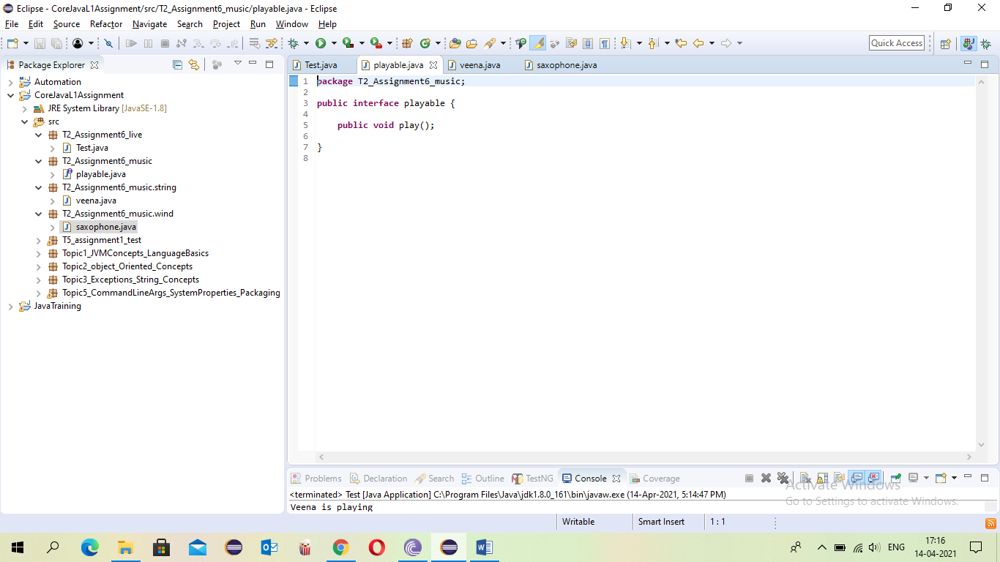 Eclipse - CoreJavaL1Assignment/src/T2_Assignment6_music/playable.java - Eclipse
File Edit Source Refactor Navigate Search Project Run Window Help
Quick Access
Package Explorer
Automation
CoreJavaL1Assignment
JRE System Library [JavaSE-1.8]
src
T2_Assignment6_live
Test.java
T2_Assignment6_music
playable.java
T2_Assignment6_music.string
veena.java
T2_Assignment6_music.wind
saxophone.java
T5_assignment1_test
Topic1_JVMConcepts_LanguageBasics
Topic2_object_Oriented_Concepts
Topic3_Exceptions_String_Concepts
Topic5_CommandLineArgs_SystemProperties_Packaging
JavaTraining
Test.java playable.java veena.java saxophone.java
1 package T2_Assignment6_music;
2
3 public interface playable {
4
5 public void play();
6
7 }
8
Problems Declaration Search Outline TestNG Console Coverage
<terminated> Test [Java Application] C:\Program Files\Java\jdk1.8.0_161\bin\javaw.exe (14-Apr-2021, 5:14:47 PM)
Veena is playing
Activate Windows
Go to Settings to activate Windows.
Writable Smart Insert 1 : 1
ENG
17:16
14-04-2021